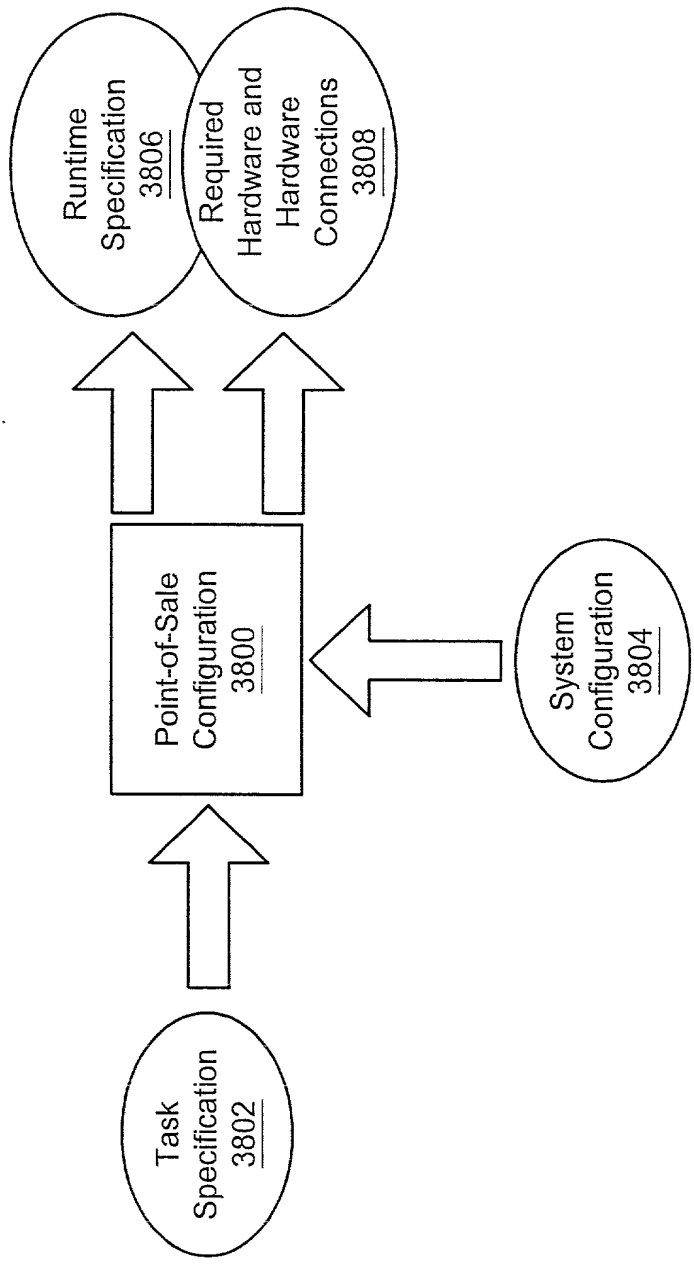 Task
Specification
3802
Point-of-Sale
Configuration
3800
System
Configuration
3804
Runtime
Specification
3806
Required
Hardware and
Hardware
Connections
3808